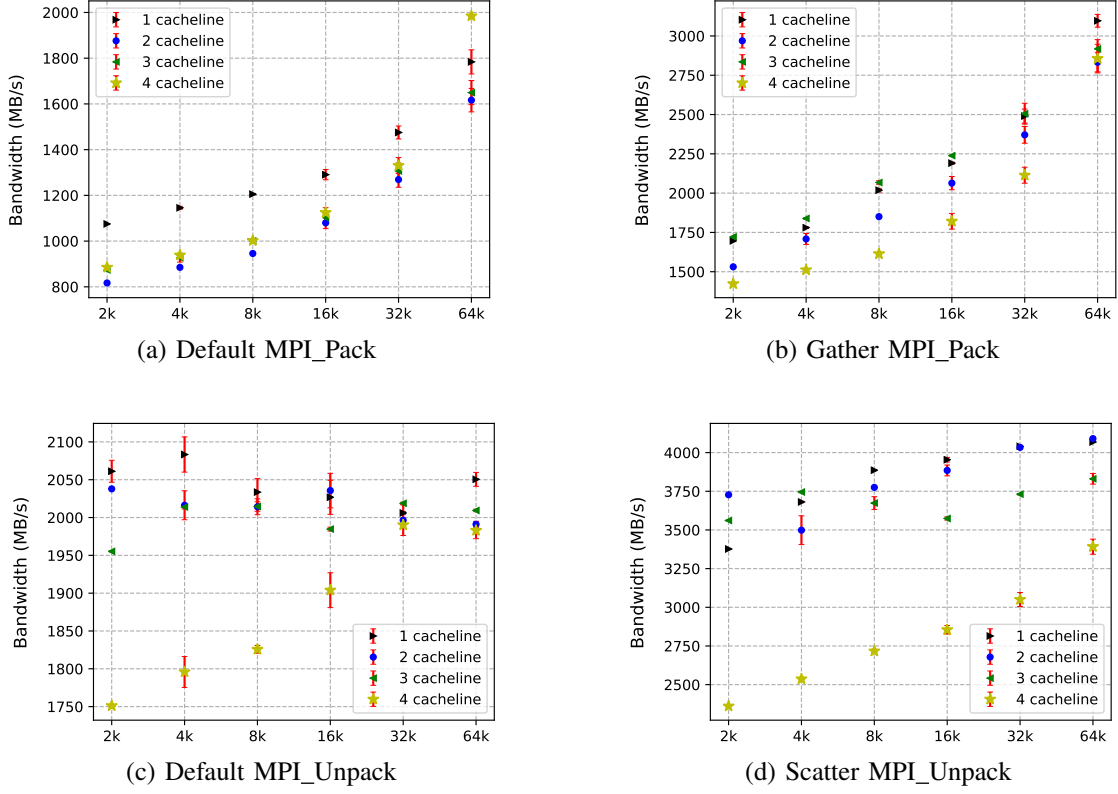 2000
1800
1600
1400
1200
1000
800
Bandwidth (MB/s)
1 cacheline
2 cacheline
3 cacheline
4 cacheline
2k 4k 8k 16k 32k 64k
(a) Default MPI_Pack
3000
2750
2500
2250
2000
1750
1500
Bandwidth (MB/s)
1 cacheline
2 cacheline
3 cacheline
4 cacheline
2k 4k 8k 16k 32k 64k
(b) Gather MPI_Pack
2100
2050
2000
1950
1900
1850
1800
1750
Bandwidth (MB/s)
1 cacheline
2 cacheline
3 cacheline
4 cacheline
2k 4k 8k 16k 32k 64k
(c) Default MPI_Unpack
4000
3750
3500
3250
3000
2750
2500
Bandwidth (MB/s)
1 cacheline
2 cacheline
3 cacheline
4 cacheline
2k 4k 8k 16k 32k 64k
(d) Scatter MPI_Unpack